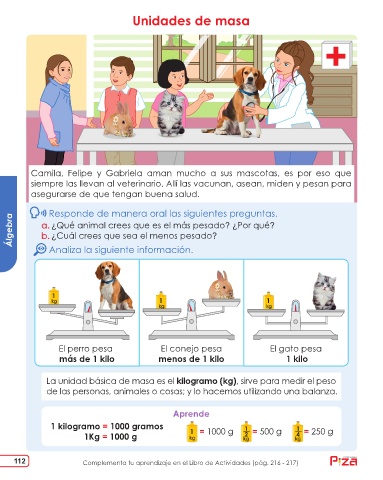 Unidades de masa
Camila, Felipe y Gabriela aman mucho a sus mascotas, es por eso que
siempre las llevan al veterinario. Allí las vacunan, asean, miden y pesan para
asegurarse de que tengan buena salud.
Responde de manera oral las siguientes preguntas.
a. ¿Qué animal crees que es el más pesado? ¿Por qué?
b. ¿Cuál crees que sea el menos pesado?
Analiza la siguiente información.
Álgebra
1 kg
1 kg
1 kg
El perro pesa
más de 1 kilo
El conejo pesa
menos de 1 kilo
El gato pesa
1 kilo
La unidad básica de masa es el kilogramo (kg), sirve para medir el peso
de las personas, animales o cosas; y lo hacemos utilizando una balanza.
Aprende
1 kilogramo = 1000 gramos
1Kg = 1000 g
1 kg = 1000 g
1/2 kg = 500 g
1/4 kg = 250 g
112
Complementa tu aprendizaje en el Libro de Actividades (pág. 216 - 217)